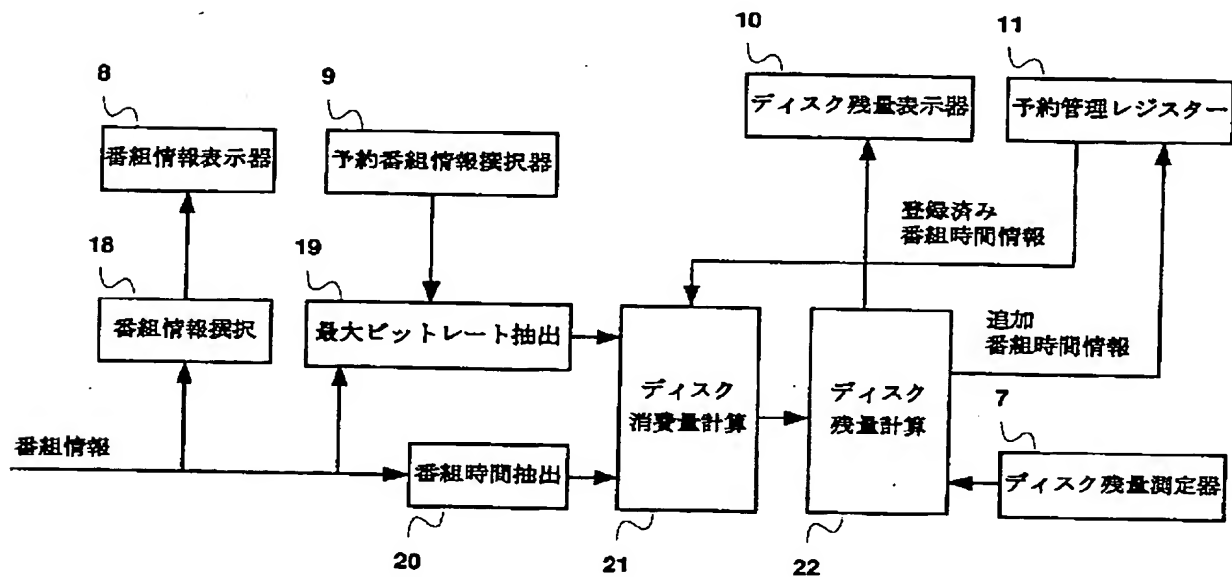 10
11
8
9
ディスク残量表示器
予約管理レジスター
番組情報表示器
予約番組情報撰択器
登録済み
番組時間情報
18
19
番組情報撰択
最大ビットレート抽出
追加
番組時間情報
ディスク
消費量計算
ディスク
残量計算
7
番組情報
番組時間抽出
ディスク残量測定器
20
21
22